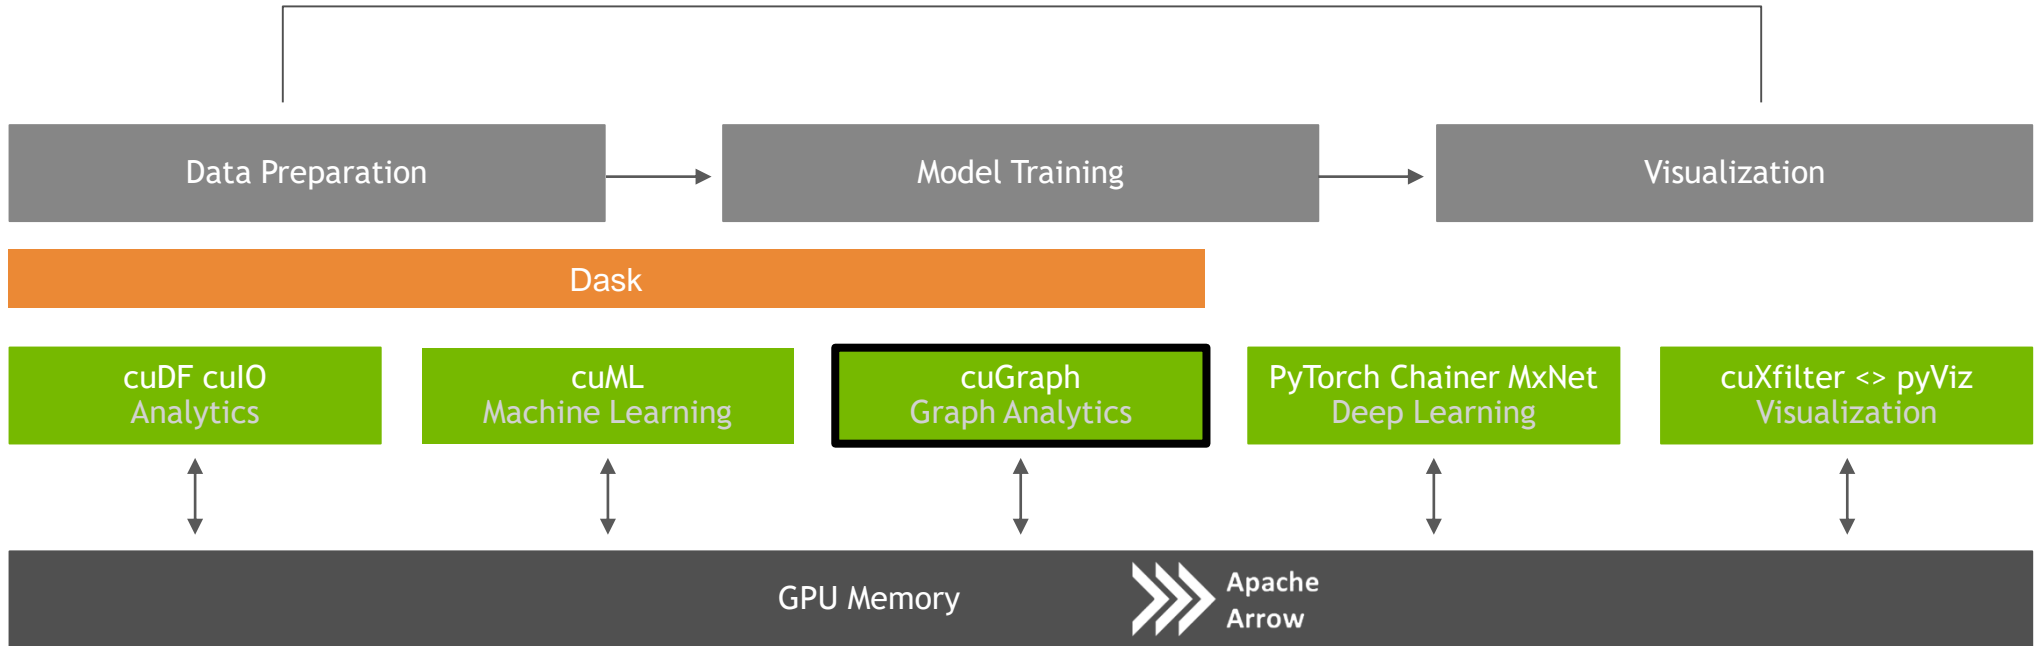 Data Preparation
Model Training
Visualization
Dask
cuDF cuIO
Analytics
cuML
Machine Learning
cuGraph
Graph Analytics
PyTorch Chainer MxNet
Deep Learning
cuXfilter <> pyViz
Visualization
GPU Memory
Apache
Arrow